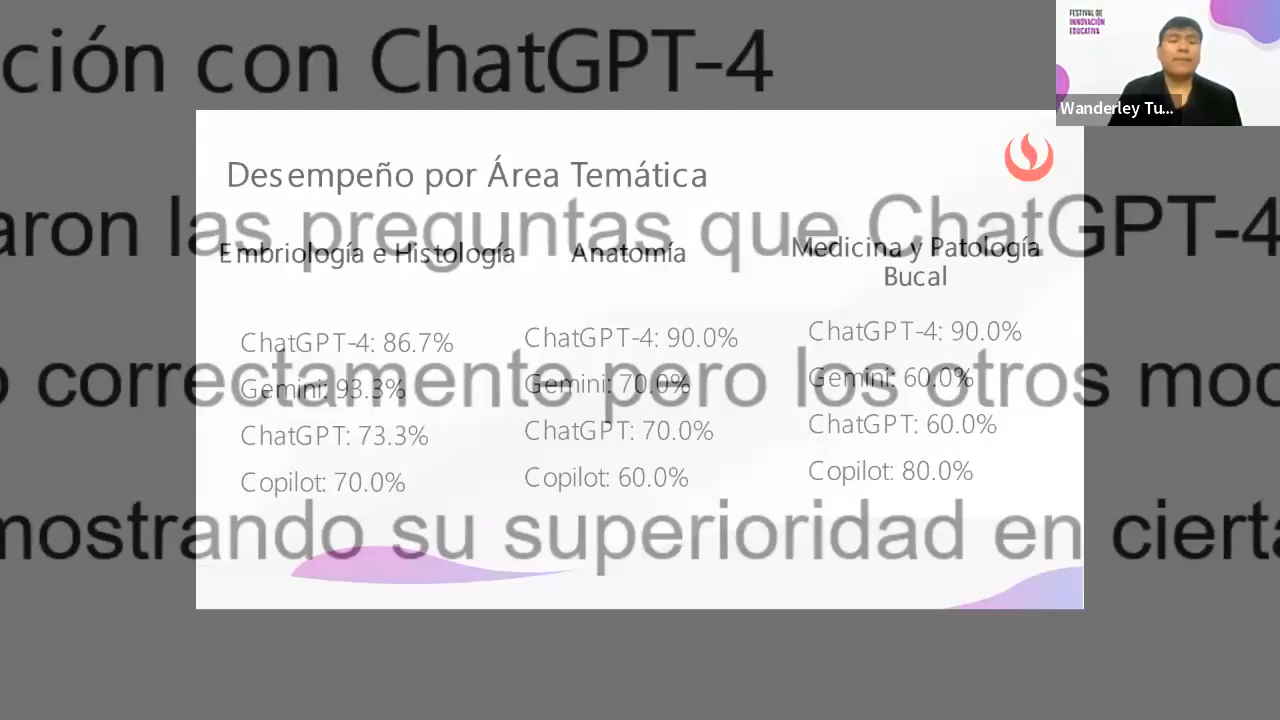 ción con ChatGPT-4
FESTIVAL DE
INNOVACIÓN
EDUCATIVA
Wanderley Tu...
Desempeño por Área Temática
aron las preguntas que ChatGPT-4
Embriología e Histología
Anatomía
Medicina y Patología
Bucal
ChatGPT-4: 86.7%
Gemini: 93.3%
ChatGPT: 73.3%
Copilot: 70.0%
ChatGPT-4: 90.0%
Gemini: 70.0%
ChatGPT: 70.0%
Copilot: 60.0%
ChatGPT-4: 90.0%
Gemini: 60.0%
ChatGPT: 60.0%
Copilot: 80.0%
o correctamente pero los otros mod
mostrando su superioridad en cierta